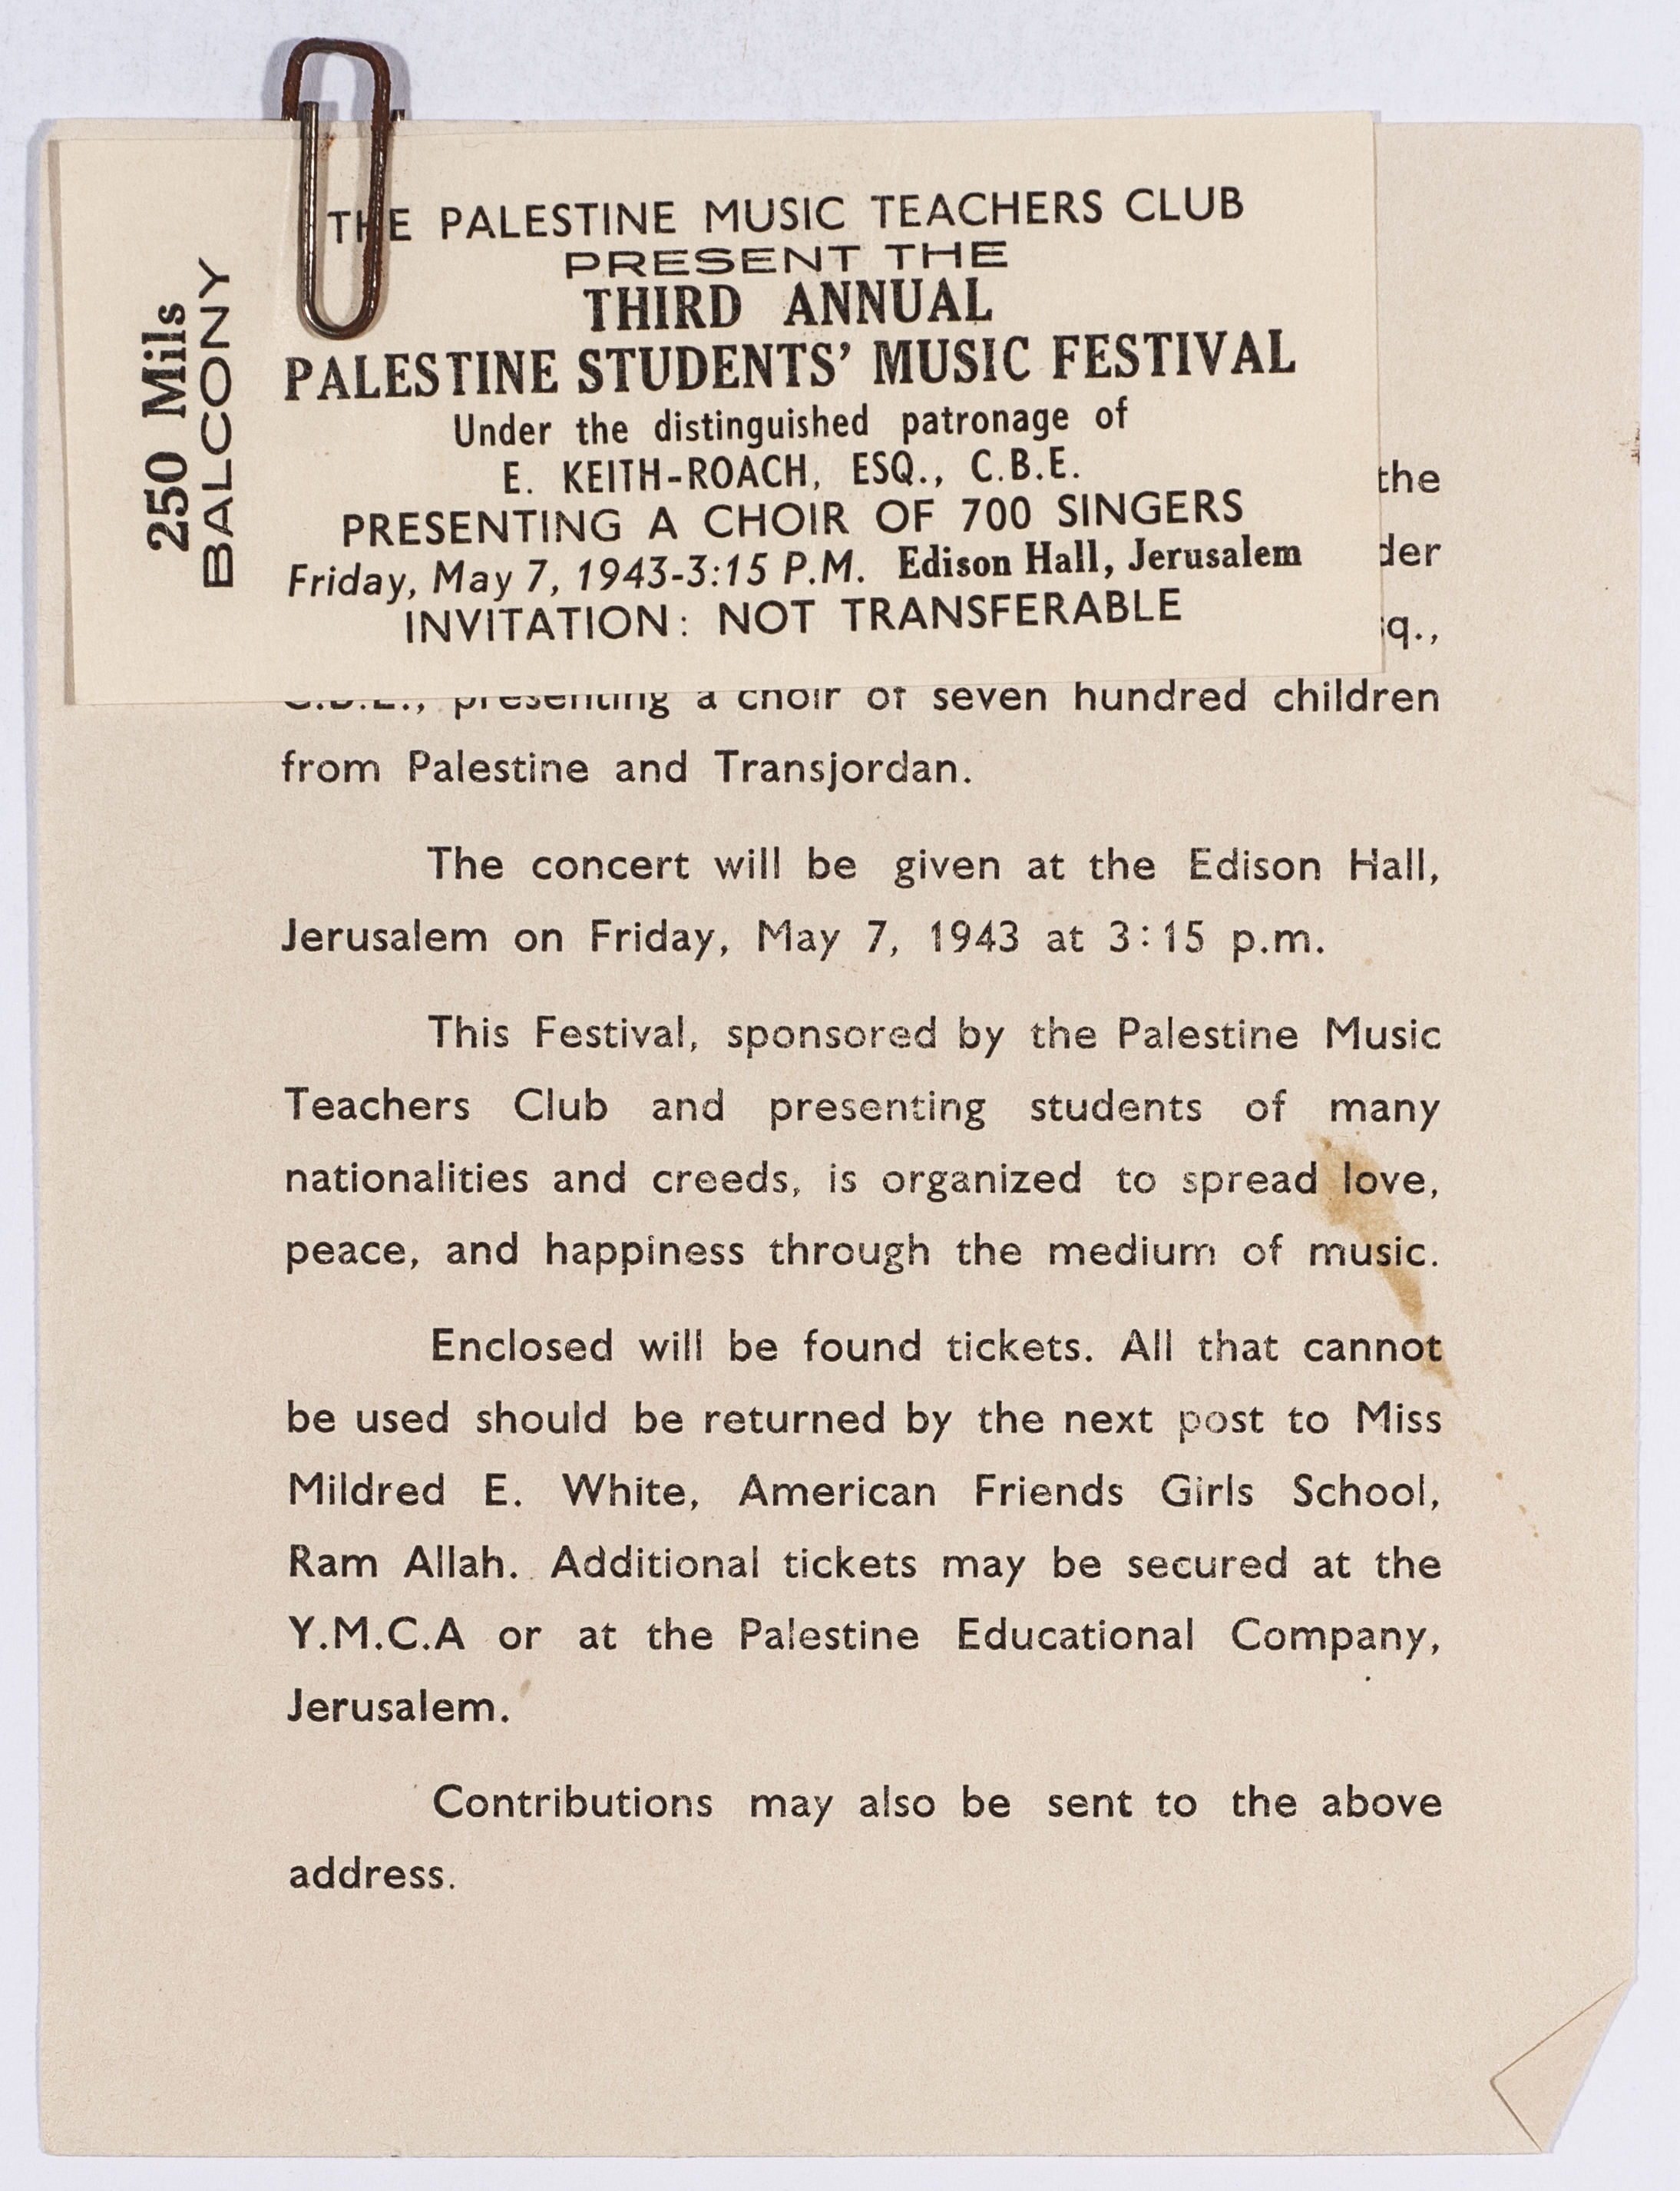 THE PALESTINE MUSIC TEACHERS CLUB
PRESENT THE
THIRD ANNUAL
PALESTINE STUDENTS’ MUSIC FESTIVAL
Under the distinguished patronage of
E. KEITH-ROACH, ESQ., C.B.E.
PRESENTING A CHOIR OF 700 SINGERS
Friday, May 7, 1943-3:15 P.M. Edison Hall, Jerusalem
INVITATION: NOT TRANSFERABLE
250 Mils
BALCONY
the
der
sq.,
C.B.E., presenting a choir of seven hundred children
from Palestine and Transjordan.
The concert will be given at the Edison Hall,
Jerusalem on Friday, May 7, 1943 at 3:15 p.m.
This Festival, sponsored by the Palestine Music
Teachers Club and presenting students of many
nationalities and creeds, is organized to spread love,
peace, and happiness through the medium of music.
Enclosed will be found tickets. All that cannot
be used should be returned by the next post to Miss
Mildred E. White, American Friends Girls School,
Ram Allah. Additional tickets may be secured at the
Y.M.C.A or at the Palestine Educational Company,
Jerusalem.
Contributions may also be sent to the above
address.